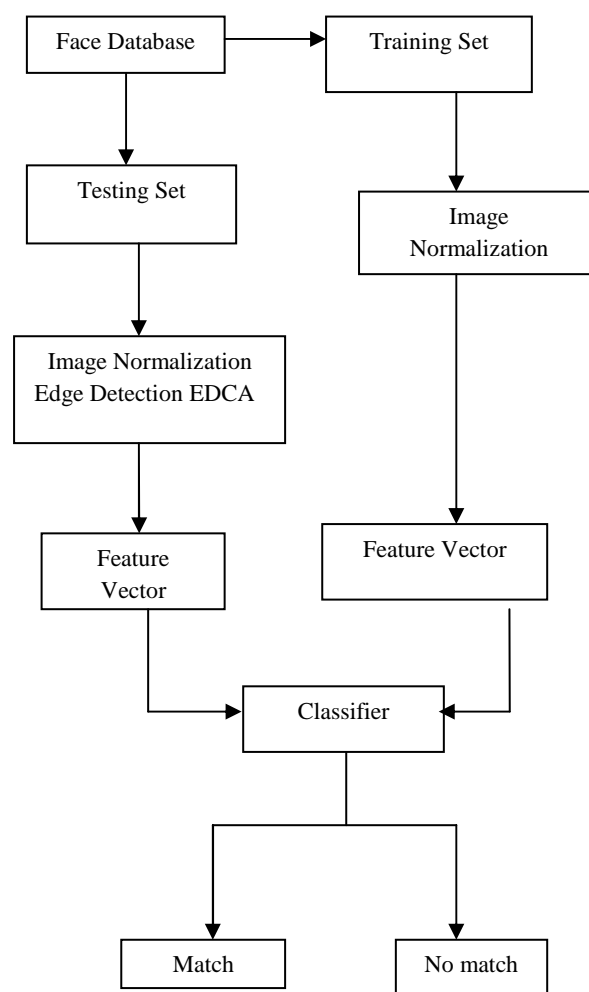 Face Database
Training Set
Testing Set
Image
Normalization
Image Normalization
Edge Detection EDCA
Feature
Vector
Feature Vector
Classifier
Match
No match